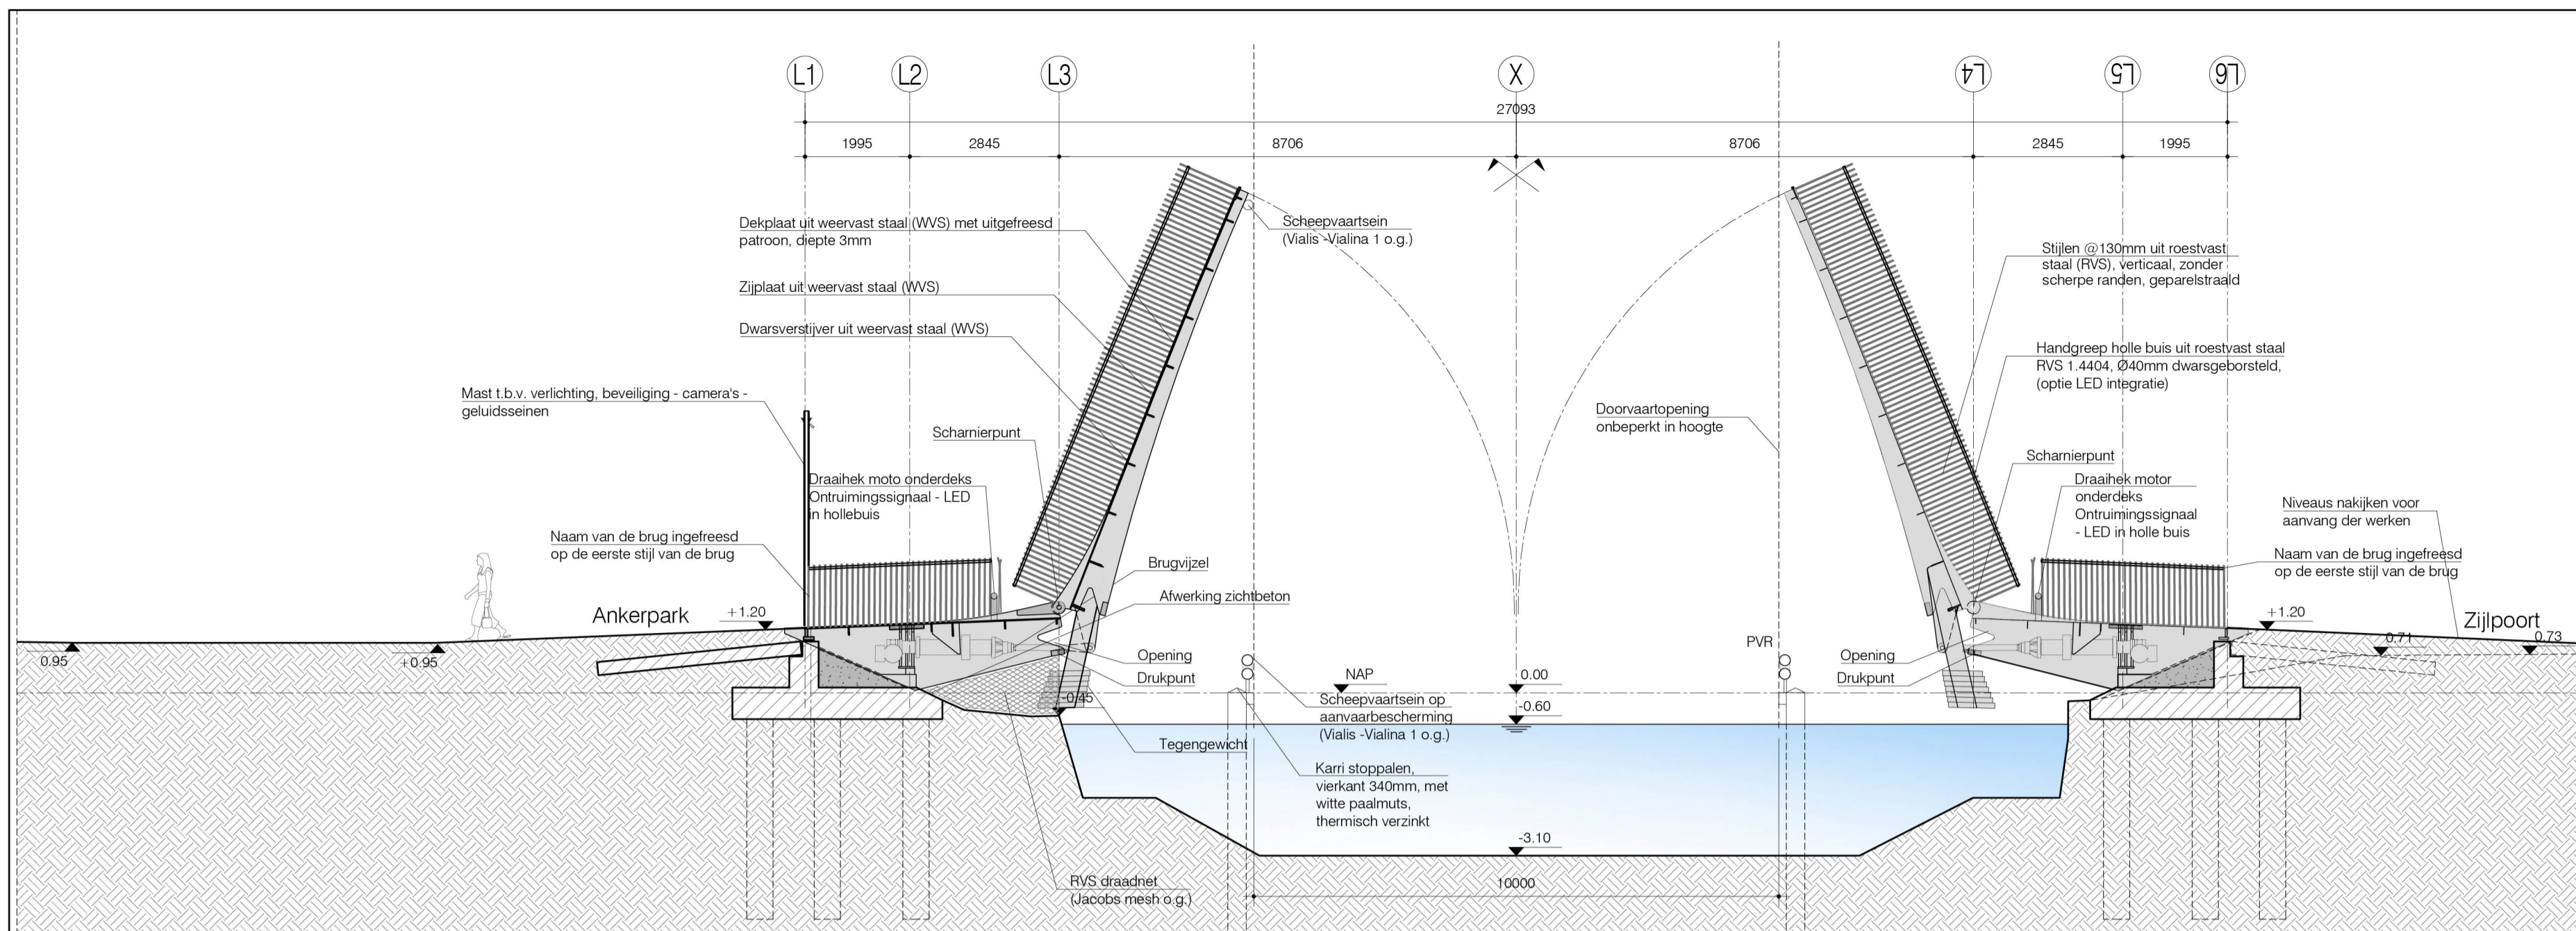 L1
L2
L3
X
L4
L5
L6
27093
1995
2845
8706
8706
2845
1995
Dekplaat uit weervast staal (WVS) met uitgefreesd
patroon, diepte 3mm
Zijplaat uit weervast staal (WVS)
Dwarsverstijver uit weervast staal (WVS)
Mast t.b.v. verlichting, beveiliging - camera's -
geluidsseinen
Scharnierpunt
Draaihek moto onderdeks
Ontruimingssignaal - LED
in hollebuis
Naam van de brug ingefreesd
op de eerste stijl van de brug
Ankerpark
+1.20
0.95
+0.95
Scheepvaartsein
(Vialis -Vialina 1 o.g.)
Brugvijzel
Afwerking zichtbeton
Opening
Drukpunt
-0.45
Tegengewicht
RVS draadnet
(Jacobs mesh o.g.)
NAP
0.00
Scheepvaartsein op
aanvaarbescherming
(Vialis -Vialina 1 o.g.)
-0.60
Karri stoppalen,
vierkant 340mm, met
witte paalmuts,
thermisch verzinkt
-3.10
10000
Doorvaartopening
onbeperkt in hoogte
PVR
Opening
Drukpunt
Stijlen @130mm uit roestvast
staal (RVS), verticaal, zonder
scherpe randen, geparelstraald
Handgreep holle buis uit roestvast staal
RVS 1.4404, Ø40mm dwarsgeborsteld,
(optie LED integratie)
Scharnierpunt
Draaihek motor
onderdeks
Ontruimingssignaal
- LED in holle buis
Niveaus nakijken voor
aanvang der werken
Naam van de brug ingefreesd
op de eerste stijl van de brug
+1.20
Zijlpoort
0.71
0.73